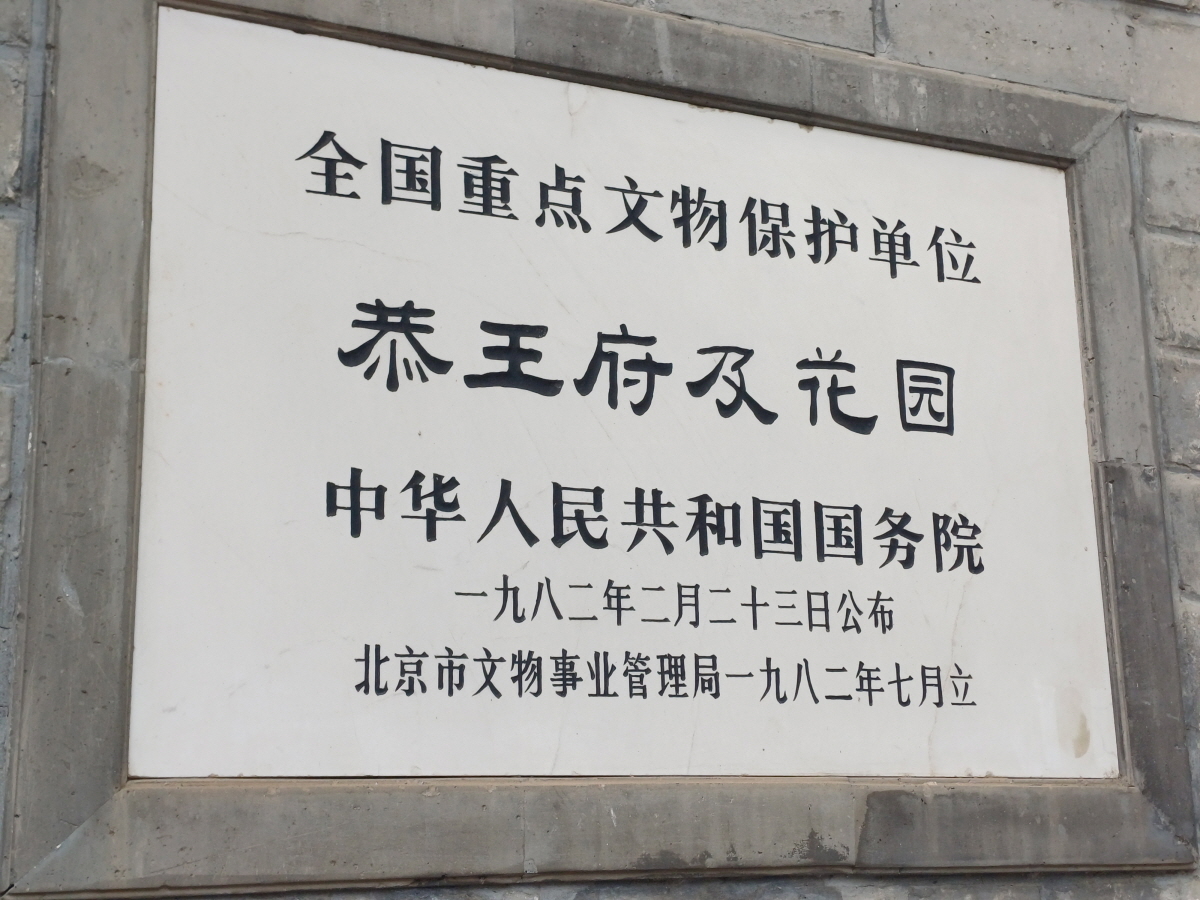 全国重点文物保护单位
恭王府及花园
中华人民共和国国务院
一九八二年二月二十三日公布
北京市文物事业管理局一九八二年七月立